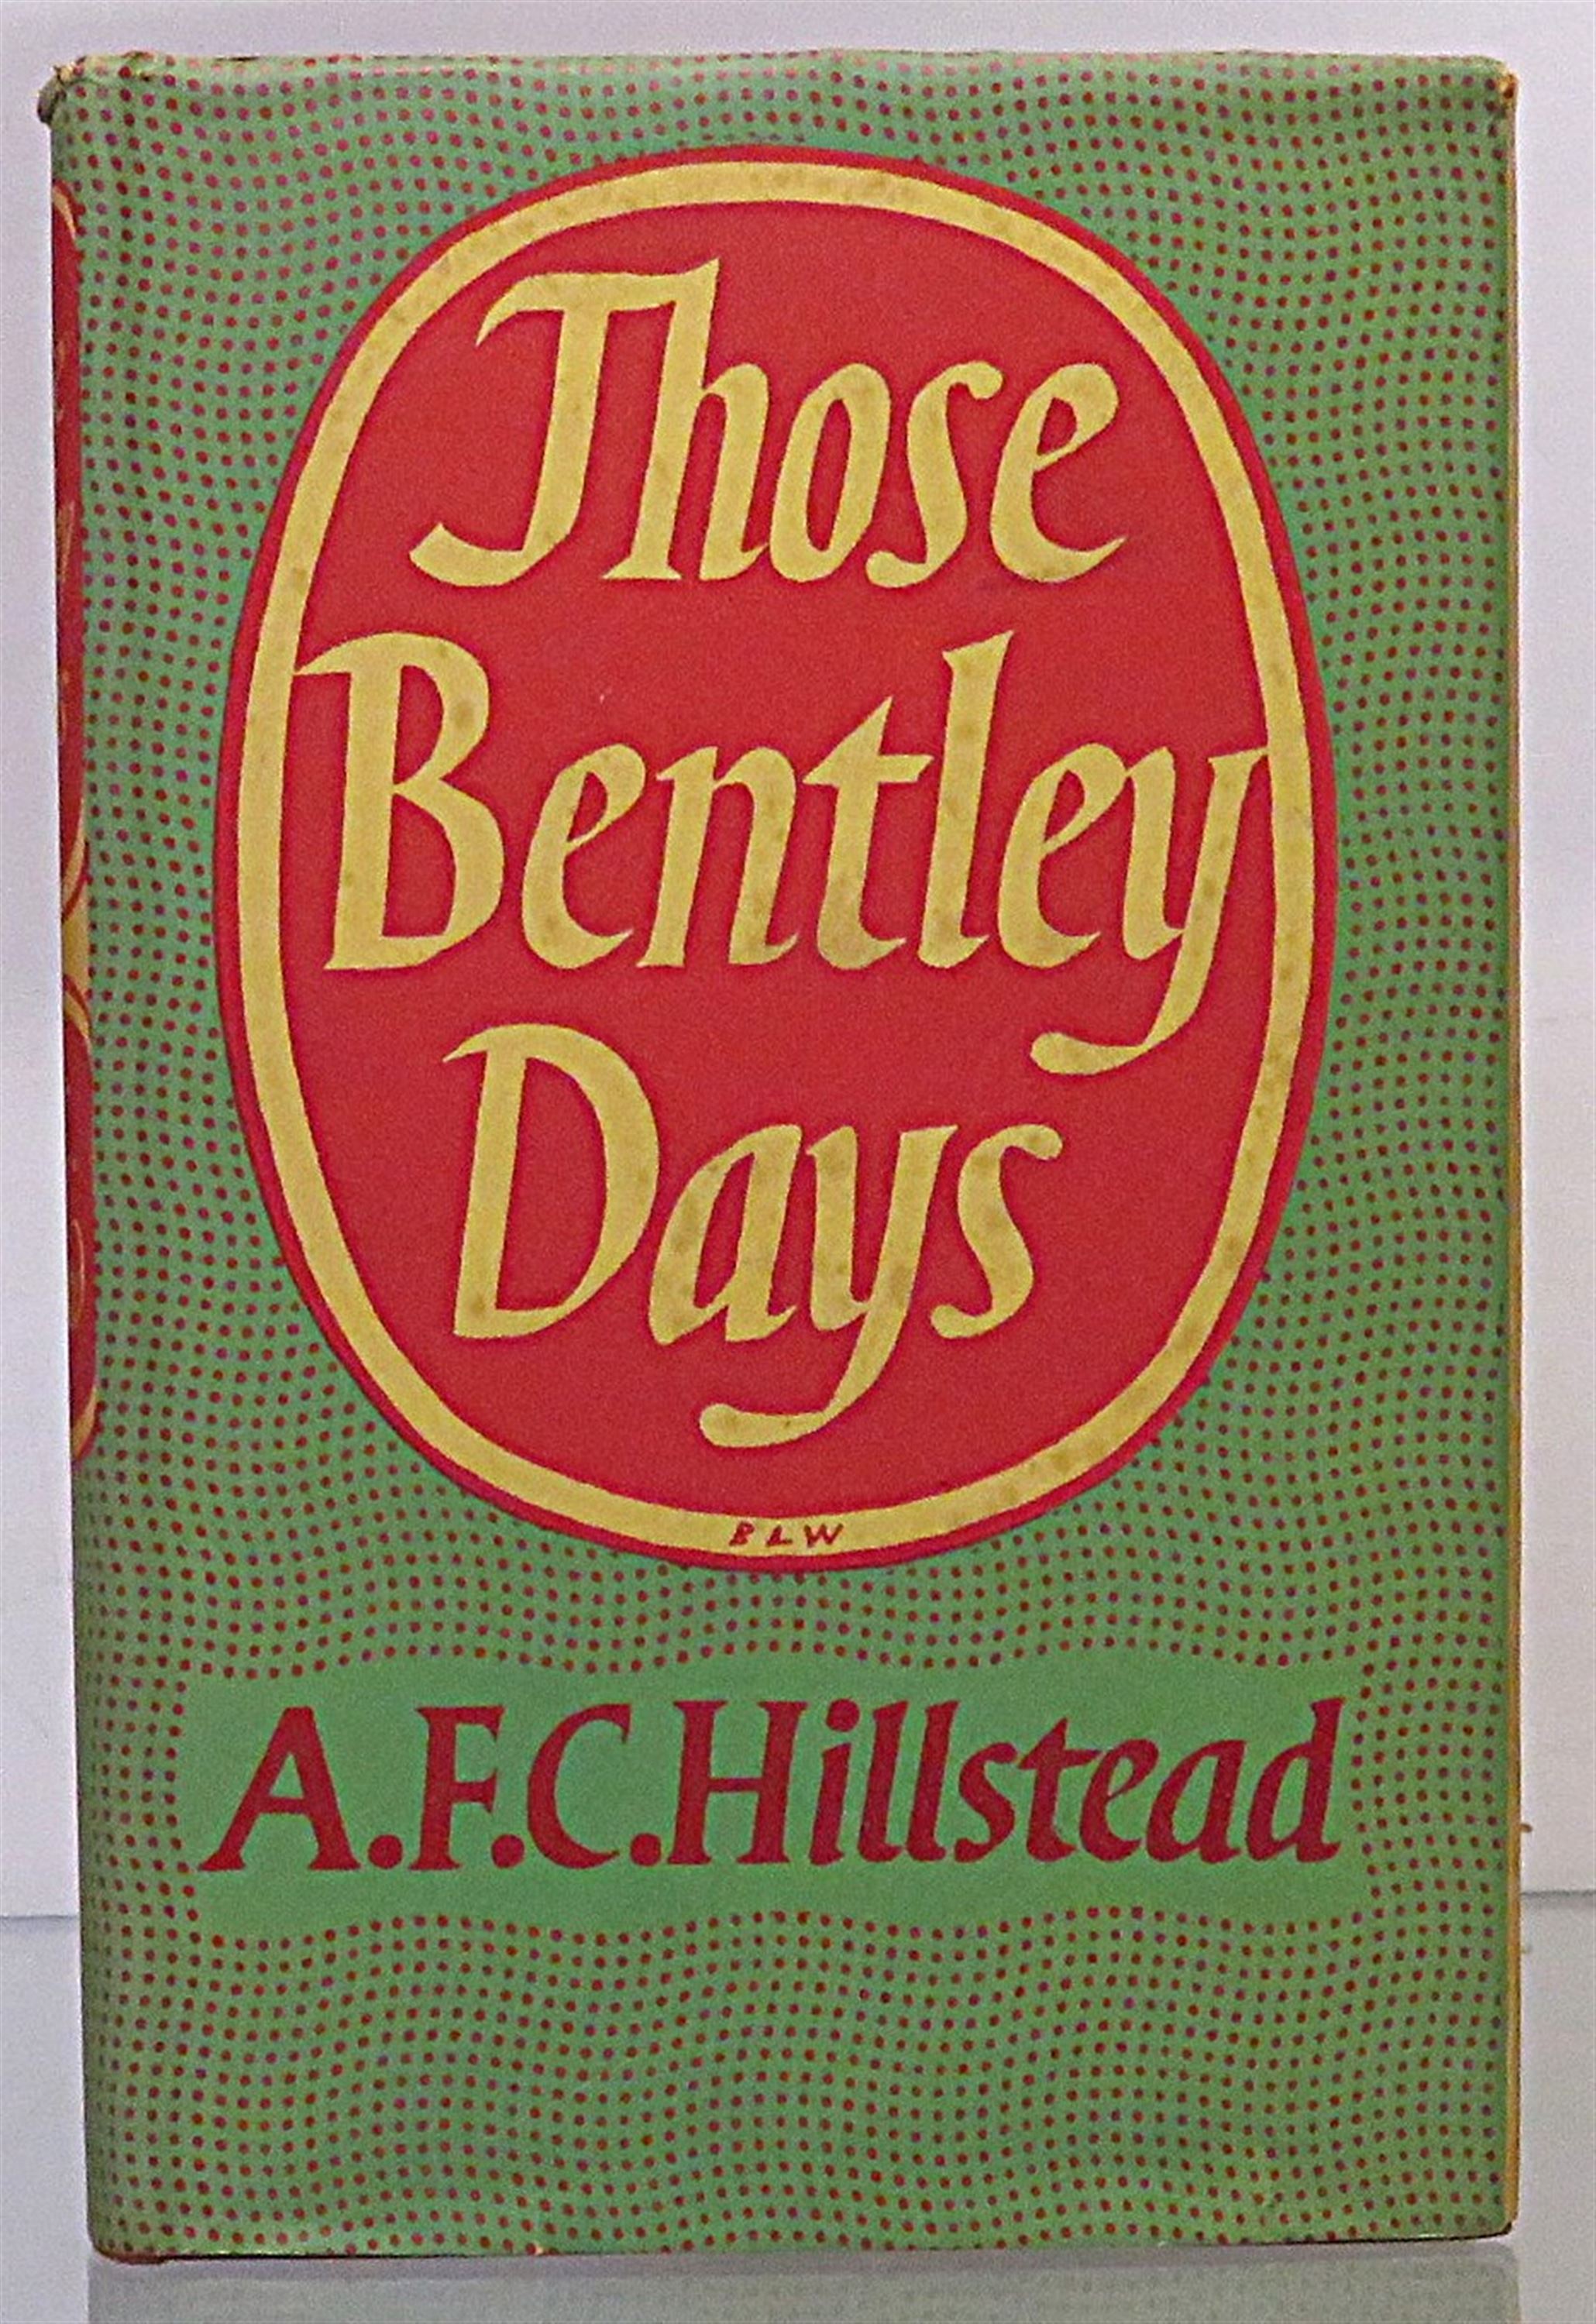 Those
Bentley
Days
BLW
A.F.C.Hillstead